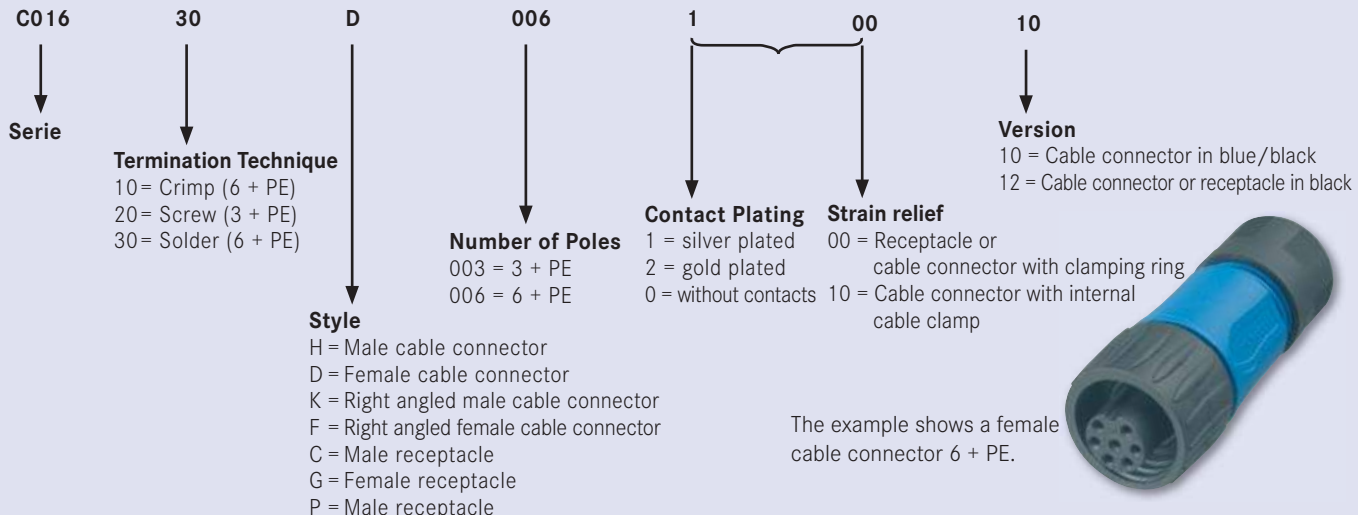 C016 30 D 006 1 00 10
Serie
Termination Technique
10= Crimp (6 + PE)
20= Screw (3 + PE)
30= Solder (6 + PE)
Style
H = Male cable connector
D = Female cable connector
K = Right angled male cable connector
F = Right angled female cable connector
C = Male receptacle
G = Female receptacle
P = Male receptacle
Number of Poles
003 = 3 + PE
006 = 6 + PE
Contact Plating
1 = silver plated
2 = gold plated
0 = without contacts
Strain relief
00 = Receptacle or
cable connector with clamping ring
10 = Cable connector with internal
cable clamp
Version
10 = Cable connector in blue/black
12 = Cable connector or receptacle in black
The example shows a female
cable connector 6 + PE.